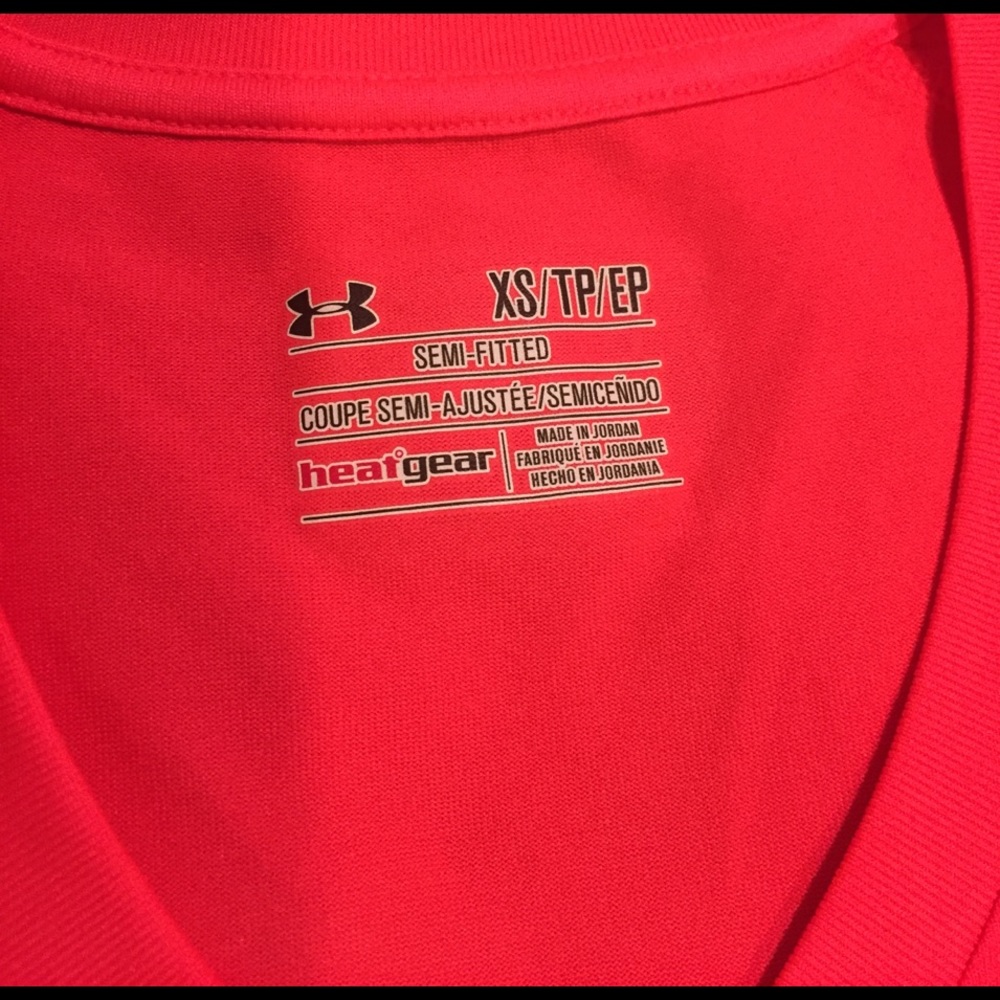 XS/TP/EP
SEMI-FITTED
COUPE SEMI-AJUSTÉE/SEMICEÑIDO
heatgear
MADE IN JORDAN
FABRIQUÉ EN JORDANIE
HECHO EN JORDANIA